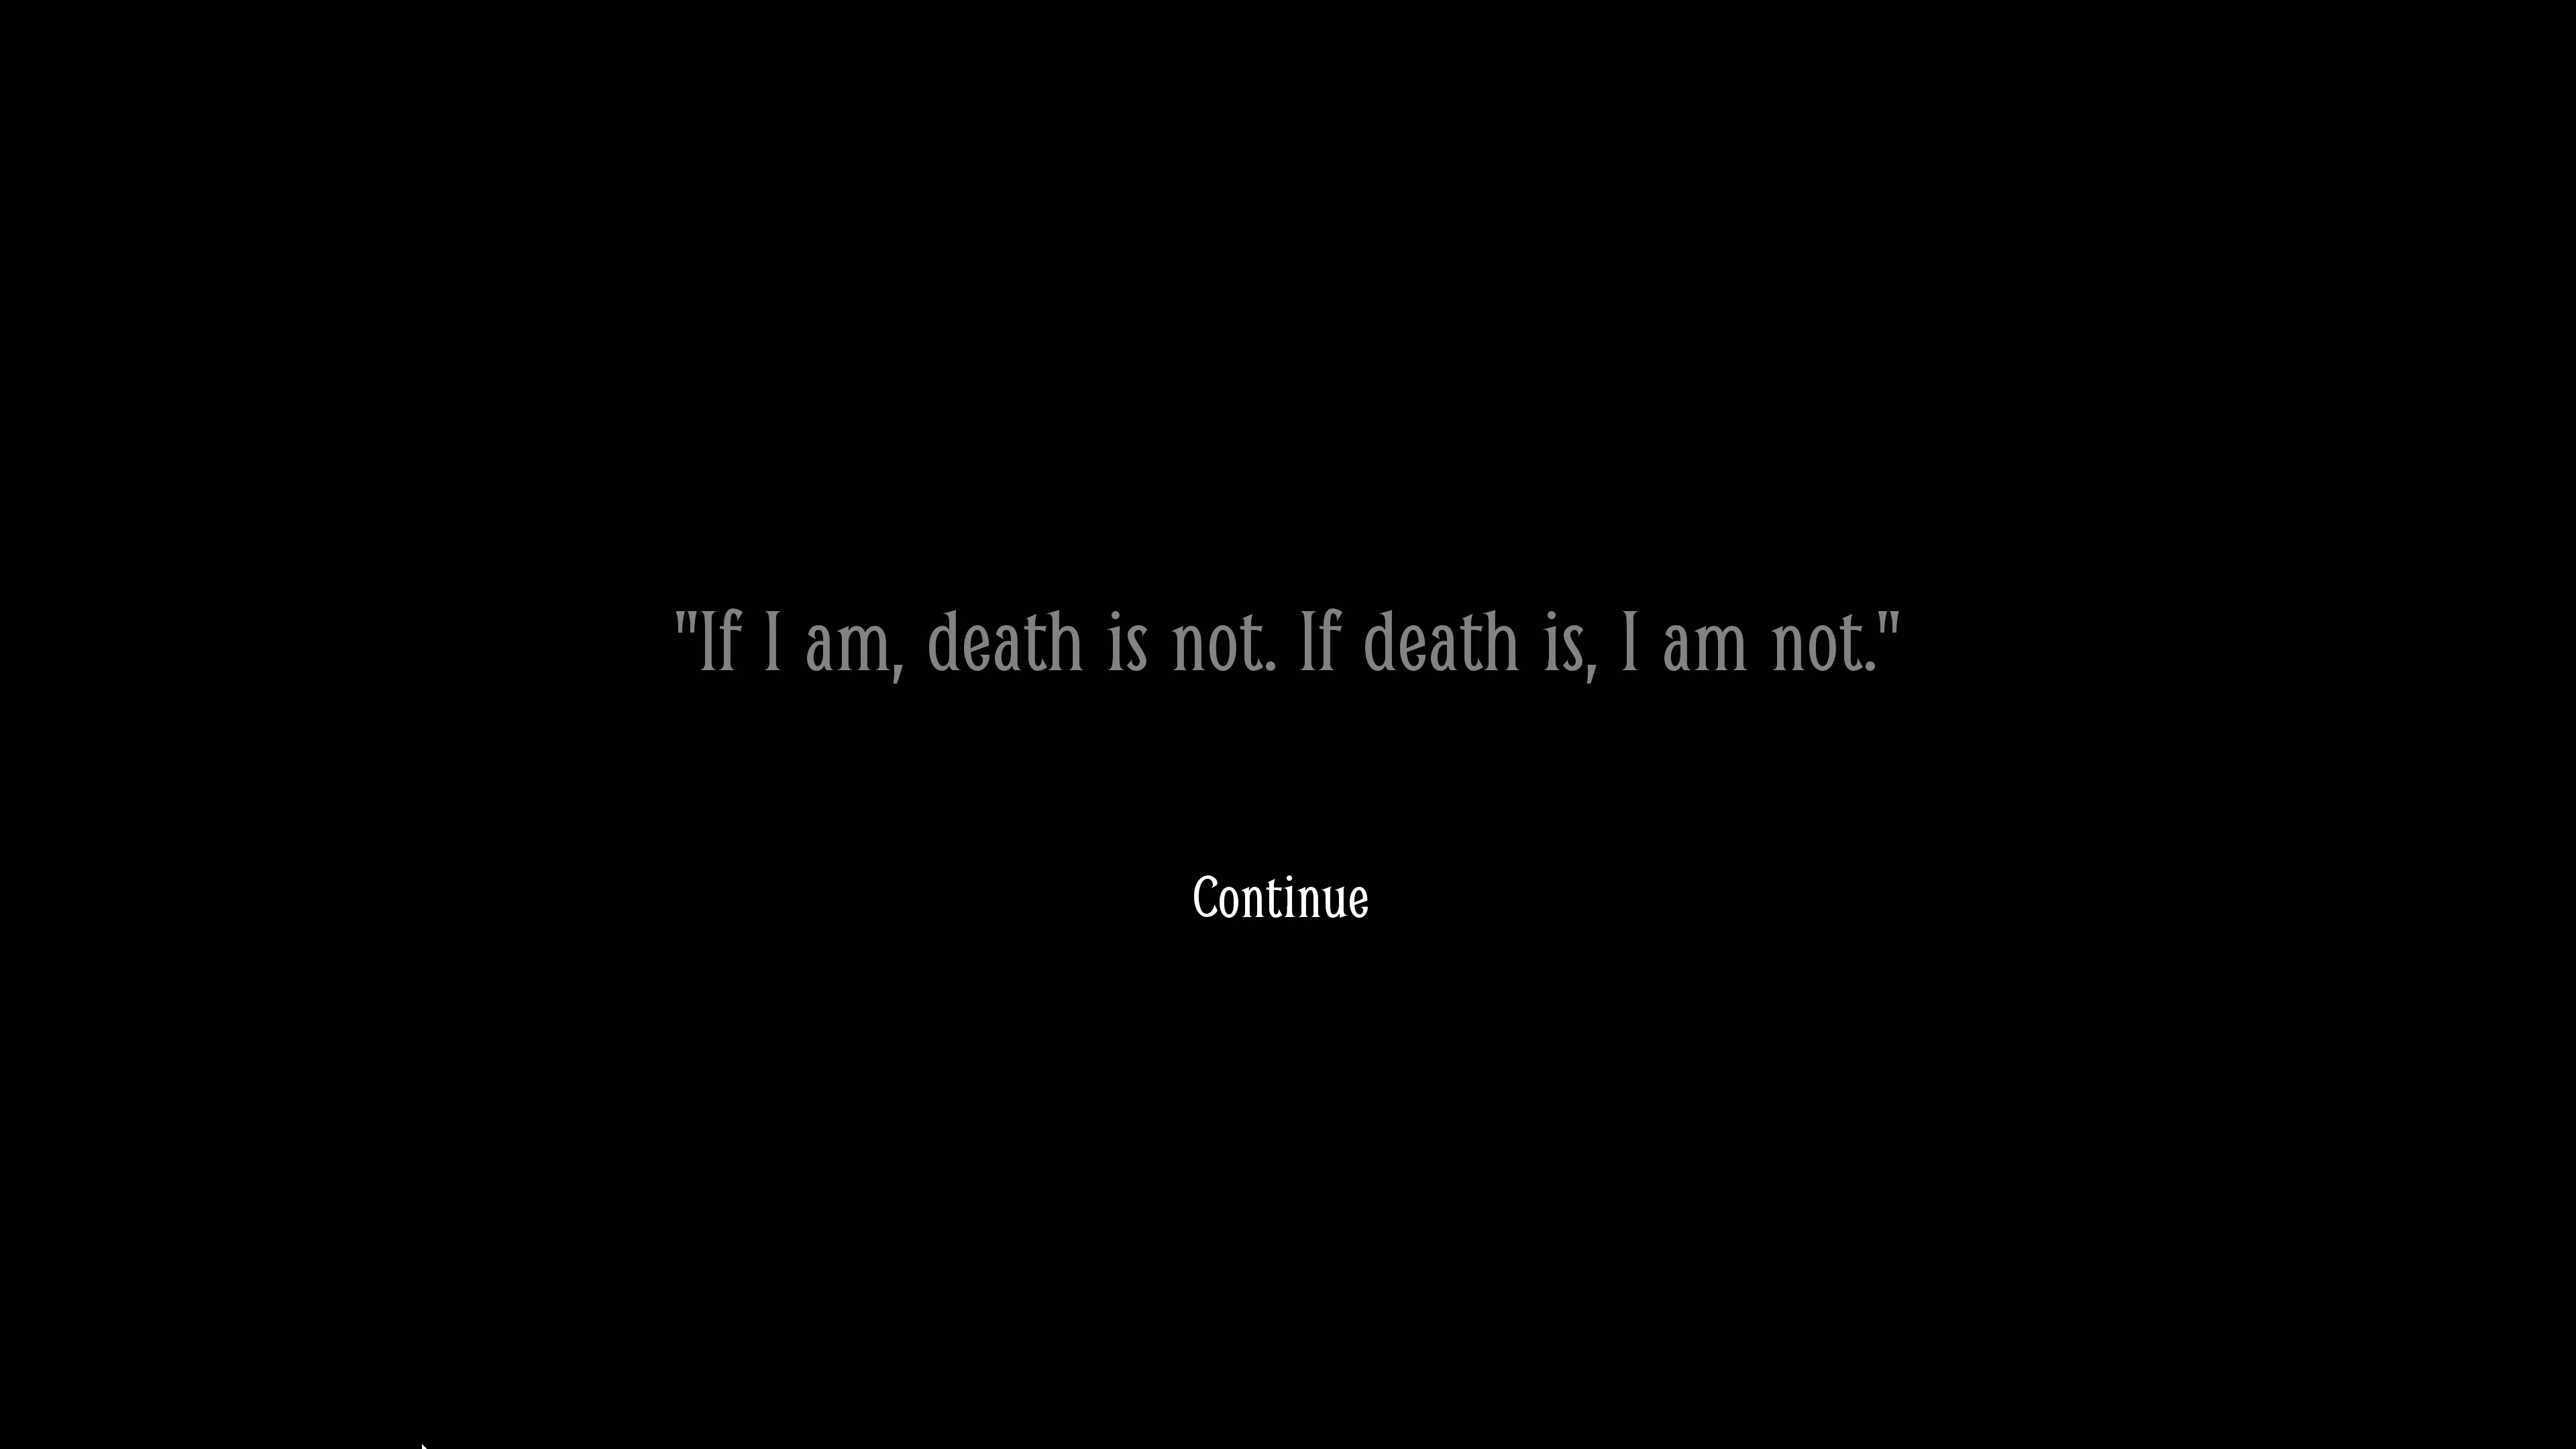 "If I am, death is not. If death is, I am not."
Continue